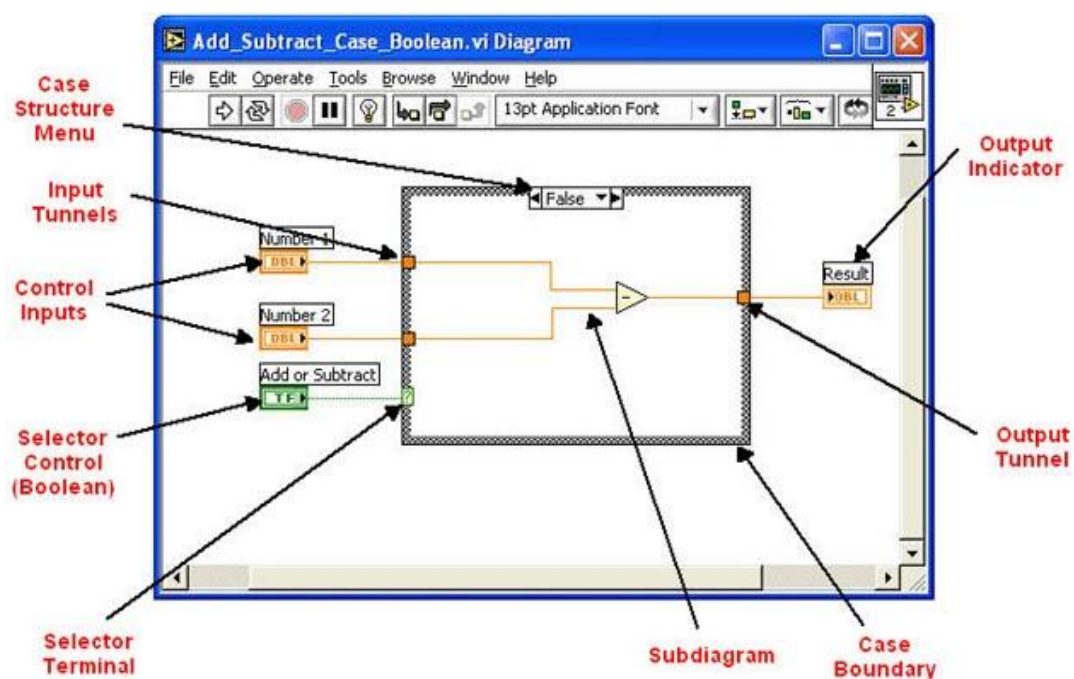 Add_Subtract_Case_Boolean.vi Diagram
File Edit Operate Tools Browse Window Help
13pt Application Font
2
Case
Structure
Menu
Input
Tunnels
Control
Inputs
Selector
Control
(Boolean)
Selector
Terminal
False
Number 1
DBL
Number 2
DBL
Add or Subtract
TF
?
-
Result
DBL
Output
Indicator
Output
Tunnel
Subdiagram
Case
Boundary